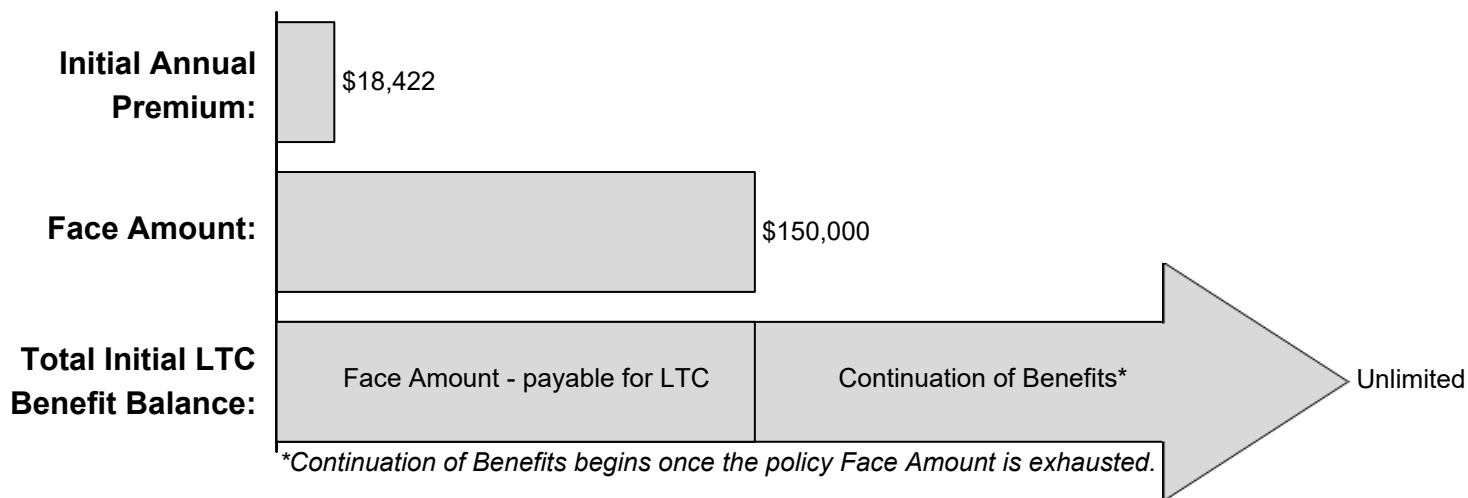 Initial Annual
Premium:
$18,422
Face Amount:
$150,000
Total Initial LTC
Benefit Balance:
Face Amount - payable for LTC
Continuation of Benefits*
Unlimited
*Continuation of Benefits begins once the policy Face Amount is exhausted.